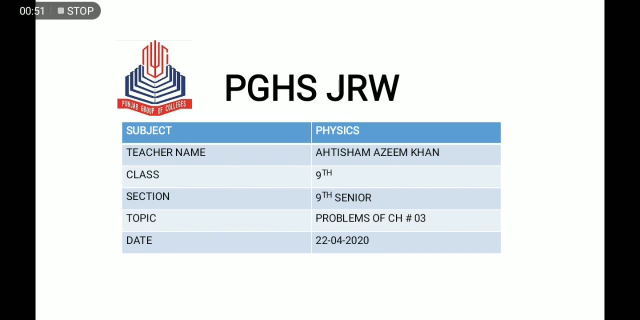 00:51 STOP
PGHS JRW
PUNJAB GROUP OF COLLEGES
SUBJECT PHYSICS
TEACHER NAME AHTISHAM AZEEM KHAN
CLASS 9TH
SECTION 9TH SENIOR
TOPIC PROBLEMS OF CH # 03
DATE 22-04-2020